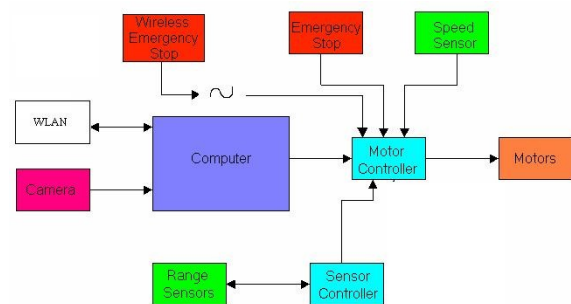 Wireless
Emergency
Stop
Emergency
Stop
Speed
Sensor
WLAN
Computer
Motor
Controller
Motors
Camera
Range
Sensors
Sensor
Controller